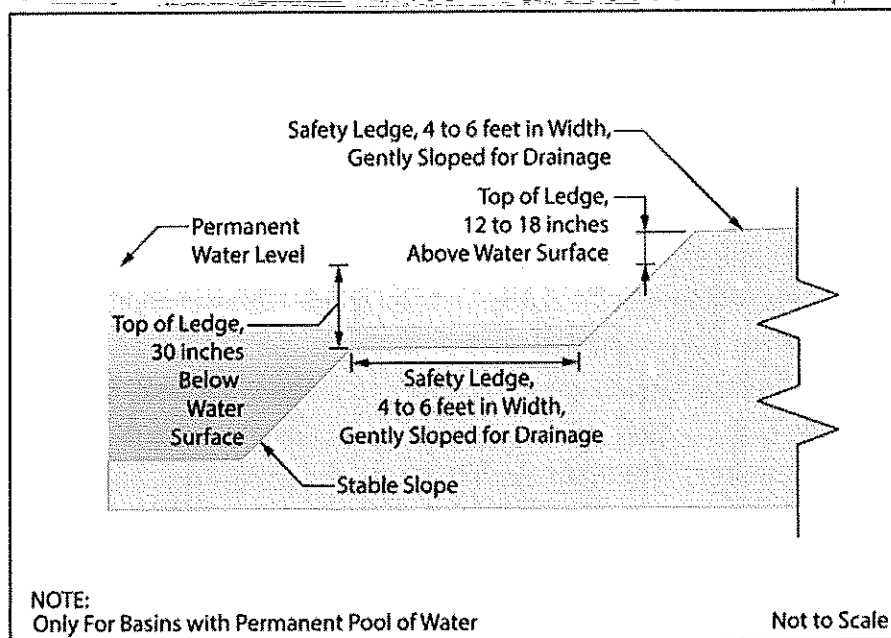 Safety Ledge, 4 to 6 feet in Width,
Gently Sloped for Drainage
Top of Ledge,
12 to 18 inches
Above Water Surface
Permanent
Water Level
Top of Ledge,
30 inches
Below
Water
Surface
Safety Ledge,
4 to 6 feet in Width,
Gently Sloped for Drainage
Stable Slope
NOTE:
Only For Basins with Permanent Pool of Water
Not to Scale